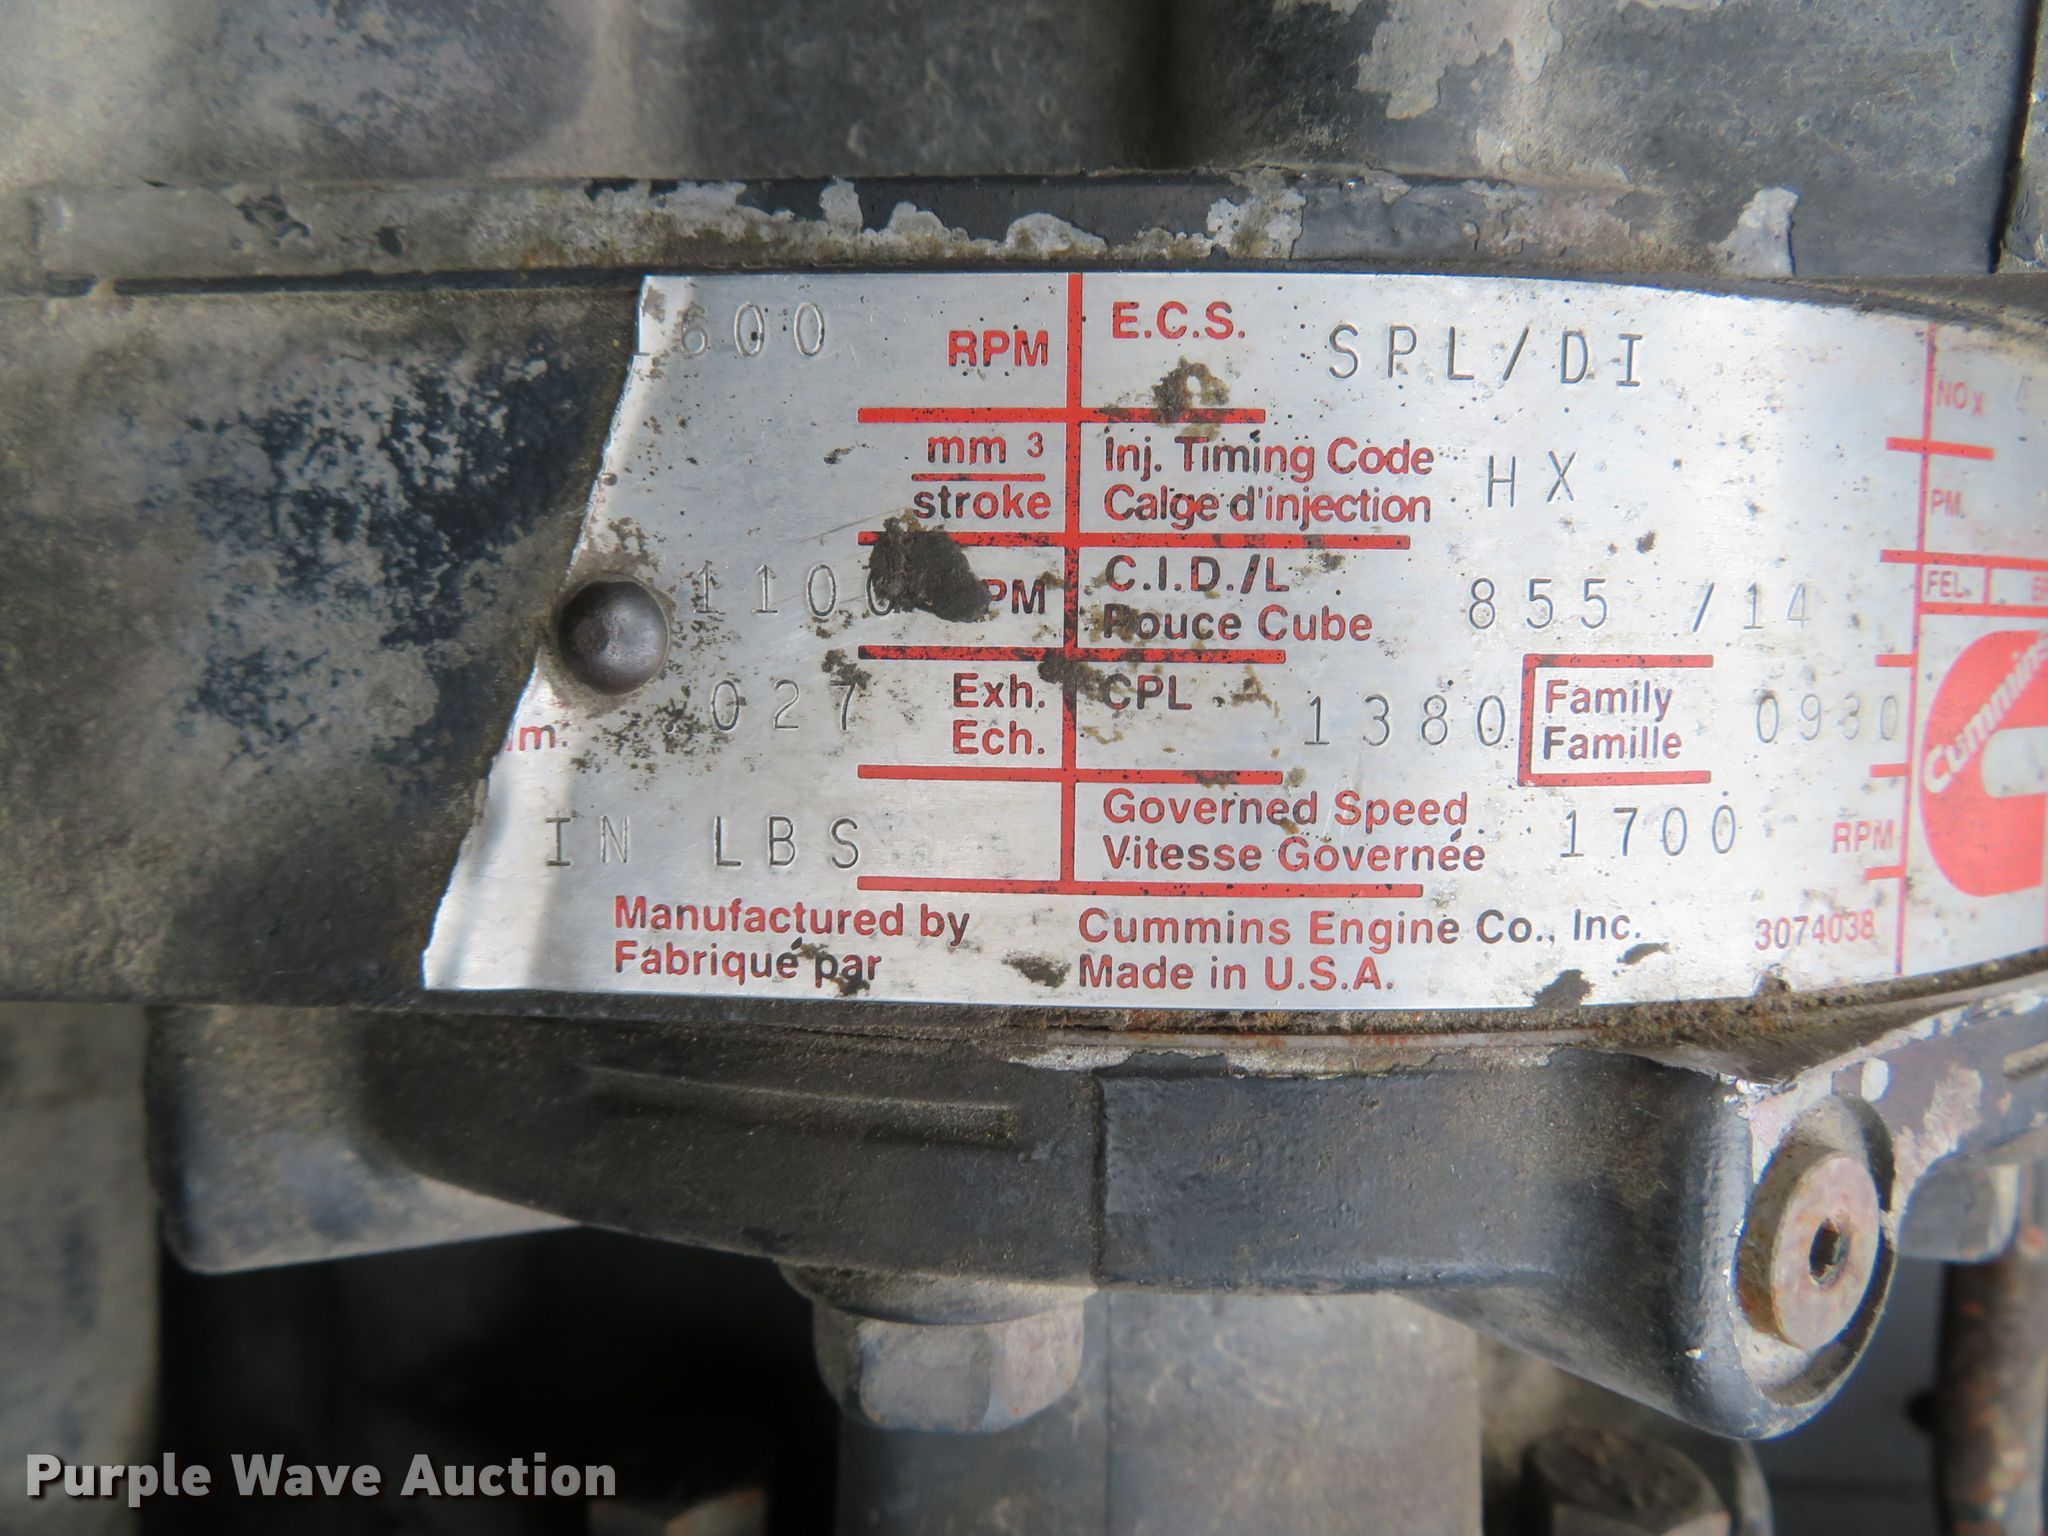 600 RPM
mm 3
stroke
1100 PM
.027 Exh.
Ech.
IN LBS
E.C.S. SPL/DI
Inj. Timing Code
Calge d'injection HX
C.I.D./L
Pouce Cube 855 /14
CPL 1380
Family
Famille 0930
Governed Speed
Vitesse Governée 1700 RPM
Manufactured by
Fabrique par
Cummins Engine Co., Inc.
Made in U.S.A.
3074038
NOx
PM.
FEL
Cummins
Purple Wave Auction